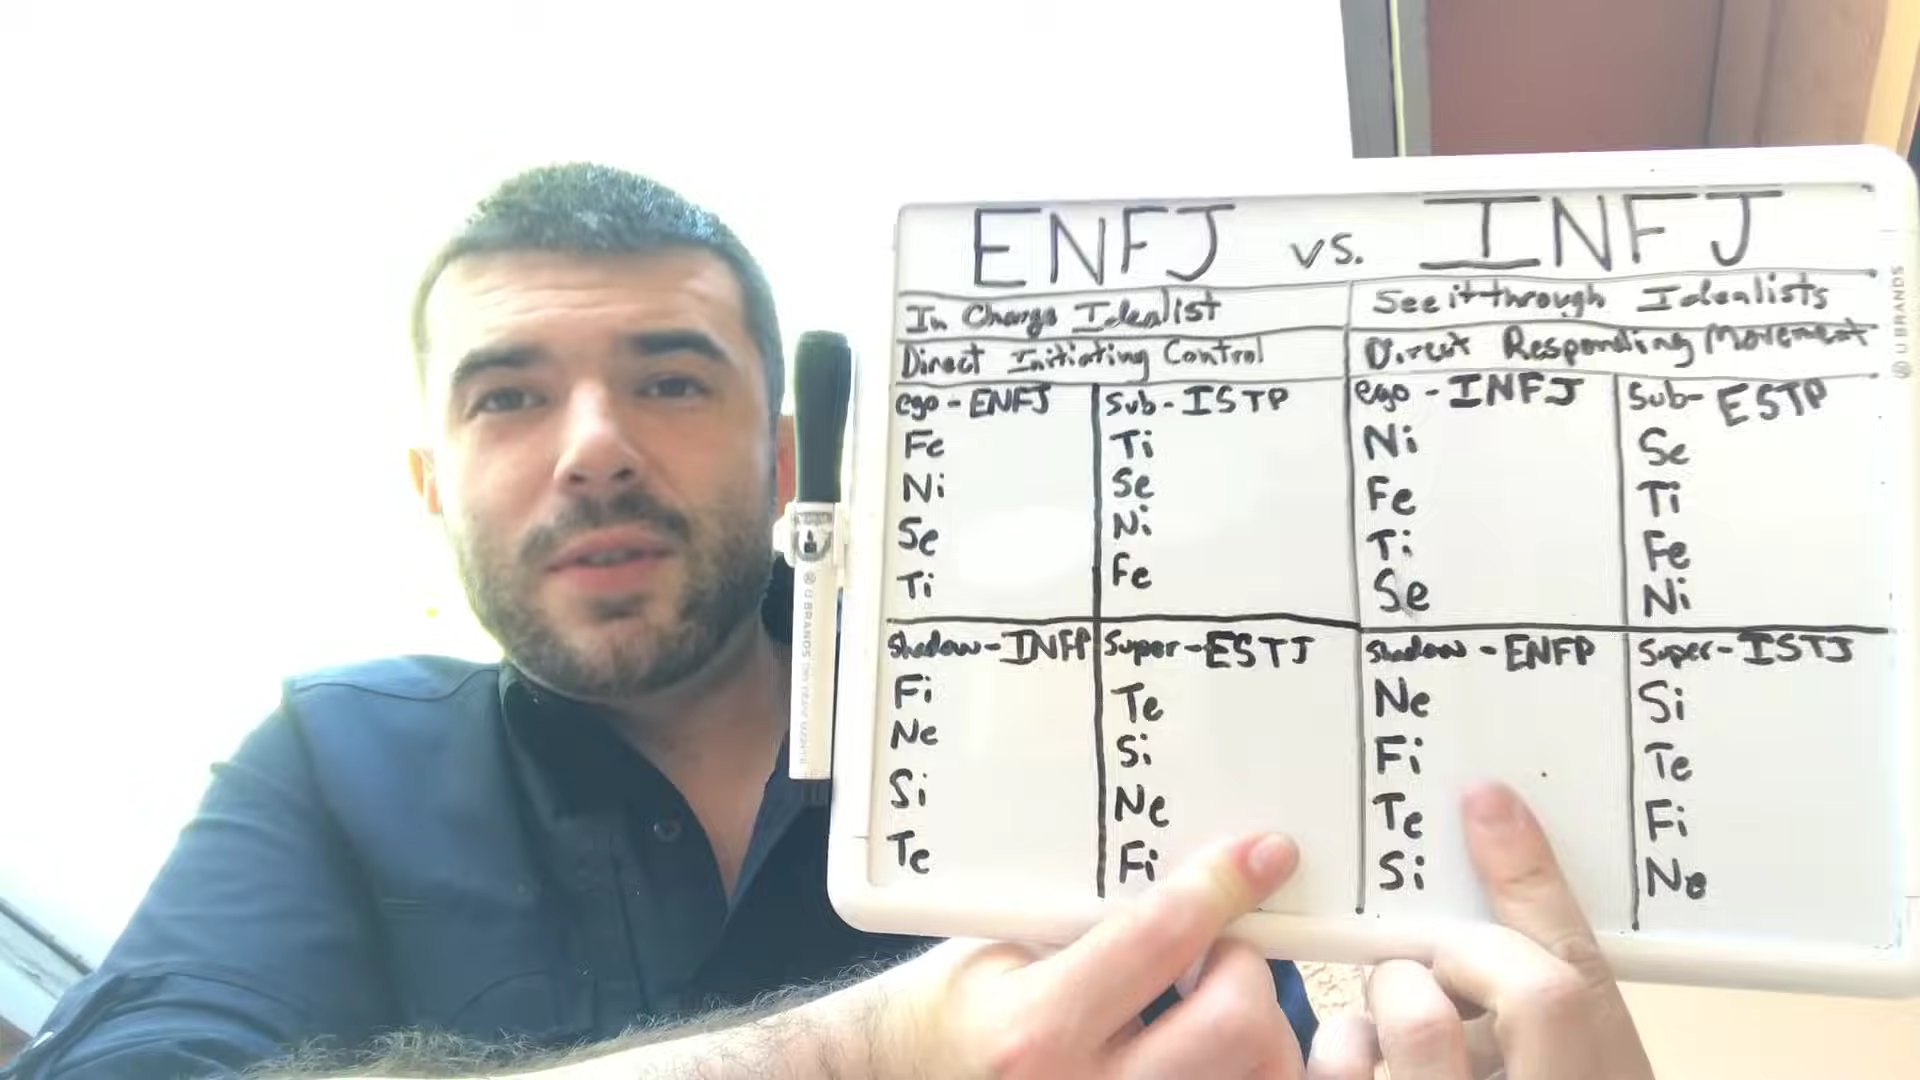 ENFJ vs. INFJ
In Charge Idealist
See it through Idealists
Direct Initiating Control
Direct Responding Movement
ego - ENFJ
Fe
Ni
Se
Ti
Sub - ISTP
Ti
Se
Ni
Fe
ego - INFJ
Ni
Fe
Ti
Se
Sub - ESTP
Se
Ti
Fe
Ni
Shadow - INFP
Fi
Ne
Si
Te
Super - ESTJ
Te
Si
Ne
Fi
Shadow - ENFP
Ne
Fi
Te
Si
Super - ISTJ
Si
Te
Fi
Ne
U BRANDS
U BRANDS